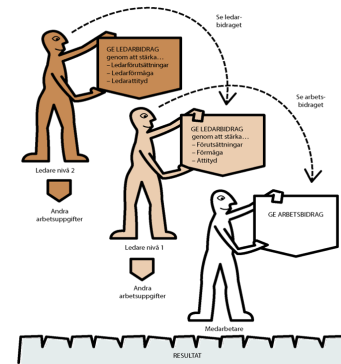 Se ledar-
bidraget
GE LEDARBIDRAG
genom att stärka...
– Ledarförutsättningar
– Ledarförmåga
– Ledarattityd
Se arbets-
bidraget
GE LEDARBIDRAG
genom att stärka...
– Förutsättningar
– Förmåga
– Attityd
Ledare nivå 2
GE ARBETSBIDRAG
Andra
arbetsuppgifter
Ledare nivå 1
Andra
arbetsuppgifter
Medarbetare
RESULTAT